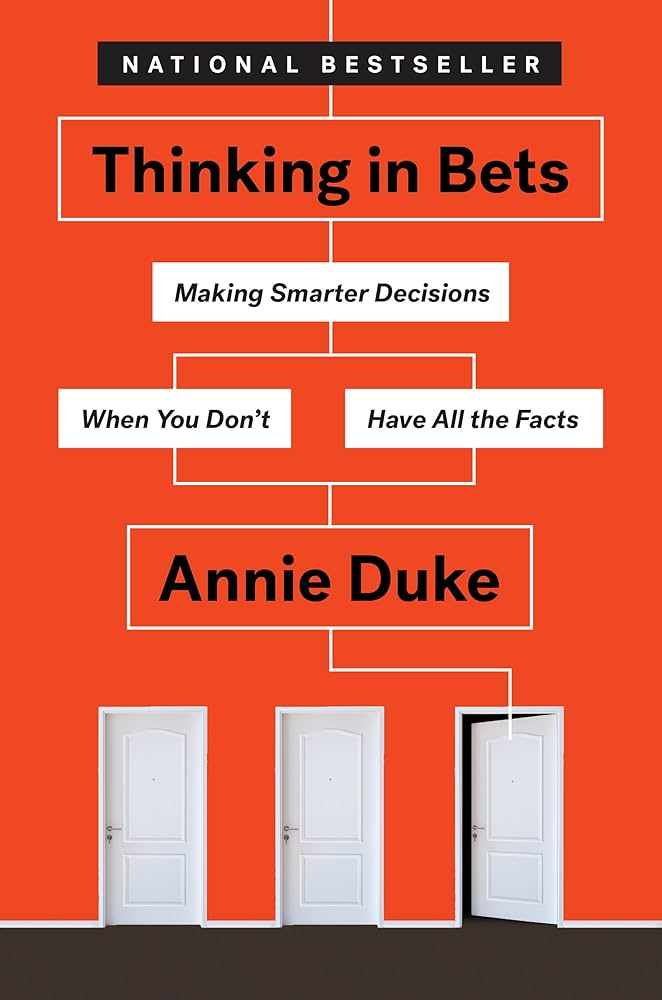 NATIONAL BESTSELLER
Thinking in Bets
Making Smarter Decisions
When You Don't
Have All the Facts
Annie Duke